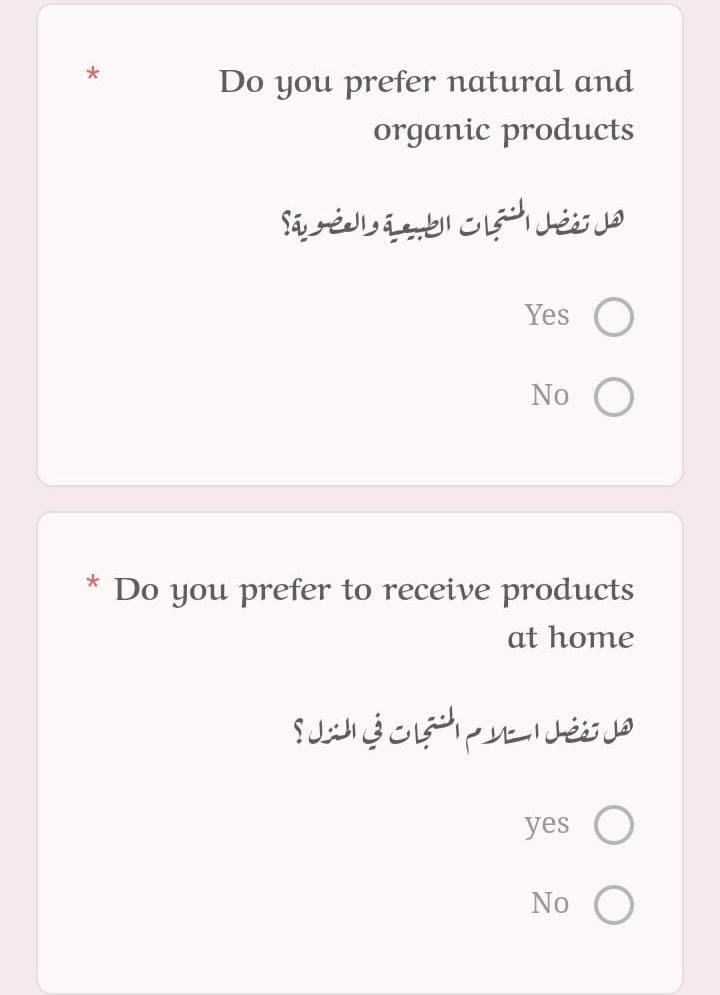 Do you prefer natural and *
organic products
هل تفضل المنتجات الطبيعية والعضوية؟
Yes
No
Do you prefer to receive products *
at home
هل تفضل استلام المنتجات في المنزل؟
yes
No